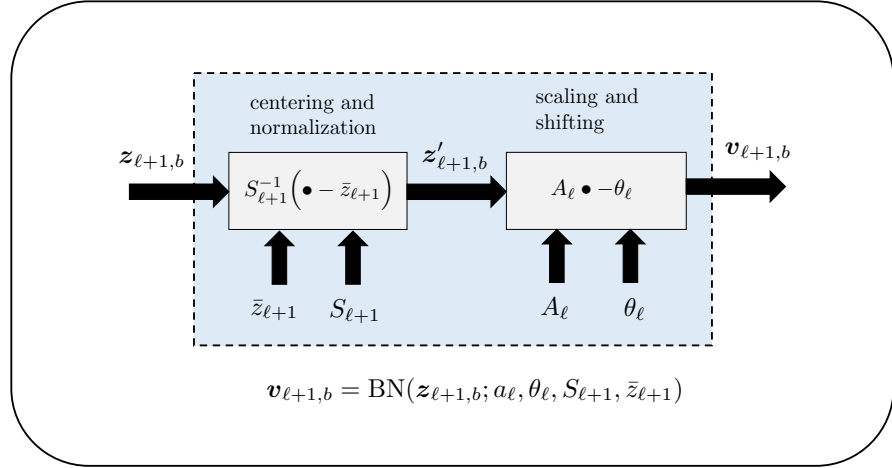 centering and
normalization
scaling and
shifting
𝒛_{ℓ+1,b}
S_{ℓ+1}^{-1}(• − z̄_{ℓ+1})
𝒛′_{ℓ+1,b}
A_ℓ • −θ_ℓ
𝒗_{ℓ+1,b}
z̄_{ℓ+1}
S_{ℓ+1}
A_ℓ
θ_ℓ
𝒗_{ℓ+1,b} = BN(𝒛_{ℓ+1,b}; a_ℓ, θ_ℓ, S_{ℓ+1}, z̄_{ℓ+1})